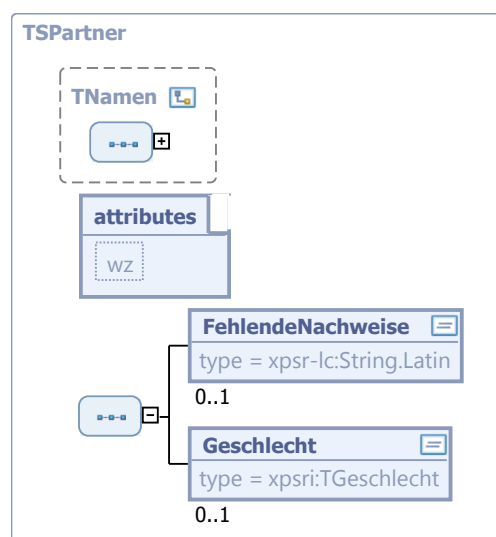 TSPartner
TNamen
attributes
wz
FehlendeNachweise
type = xpsr-lc:String.Latin
0..1
Geschlecht
type = xpsri:TGeschlecht
0..1